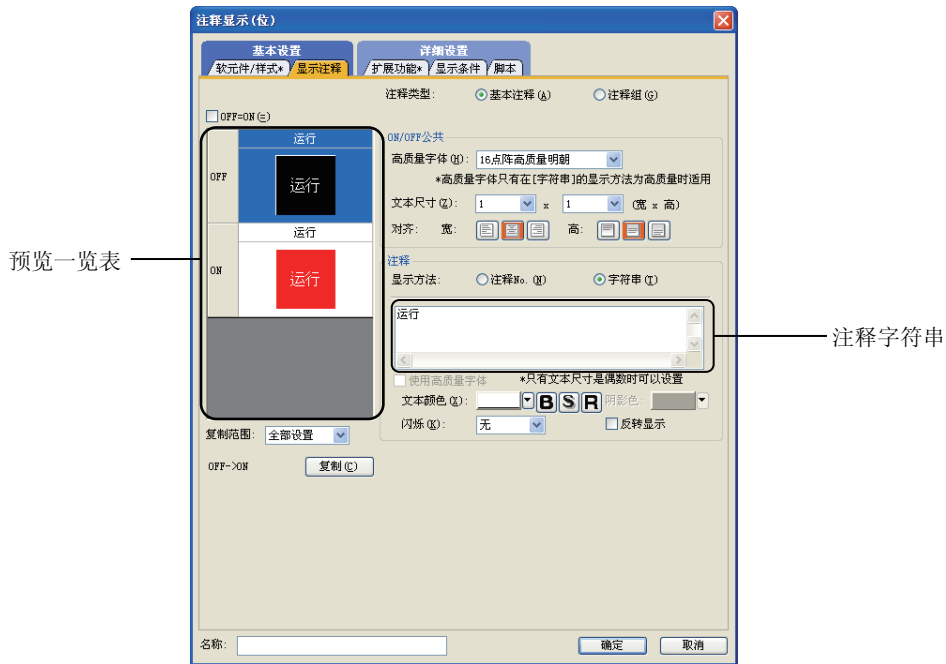 注释显示(位)
基本设置 详细设置
软元件/样式* 显示注释 扩展功能* 显示条件 脚本
注释类型: 基本注释(A) 注释组(G)
OFF=ON(=)
运行
OFF
运行
运行
ON
运行
预览一览表
ON/OFF公共
高质量字体(H): 16点阵高质量明朝
*高质量字体只有在[字符串]的显示方法为高质量时适用
文本尺寸(Z): 1 x 1 (宽 x 高)
对齐: 宽: 高:
注释
显示方法: 注释No.(N) 字符串(T)
运行
注释字符串
使用高质量字体 *只有文本尺寸是偶数时可以设置
文本颜色(X): B S R 阴影色:
闪烁(K): 无 反转显示
复制范围: 全部设置
OFF->ON 复制(C)
名称: 确定 取消